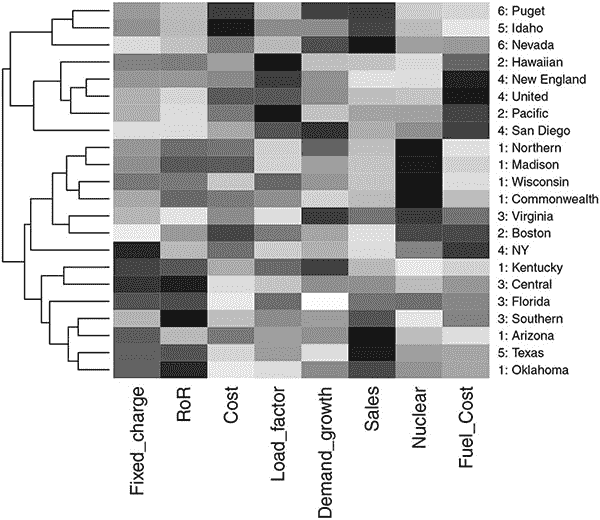 6: Puget
5: Idaho
6: Nevada
2: Hawaiian
4: New England
4: United
2: Pacific
4: San Diego
1: Northern
1: Madison
1: Wisconsin
1: Commonwealth
3: Virginia
2: Boston
4: NY
1: Kentucky
3: Central
3: Florida
3: Southern
1: Arizona
5: Texas
1: Oklahoma
Fixed_charge
RoR
Cost
Load_factor
Demand_growth
Sales
Nuclear
Fuel_Cost